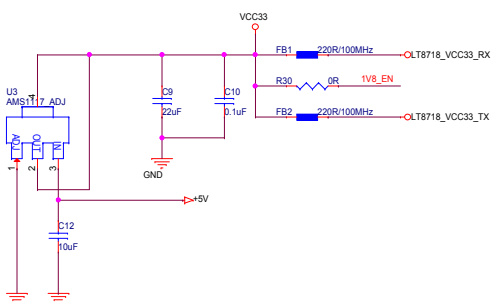 VCC33
FB1 220R/100MHz
LT8718_VCC33_RX
R30 0R 1V8_EN
FB2 220R/100MHz
LT8718_VCC33_TX
U3
AMS1117_ADJ
4
ADJ OUT IN
1 2 3
C9
22uF
C10
0.1uF
GND
+5V
C12
10uF